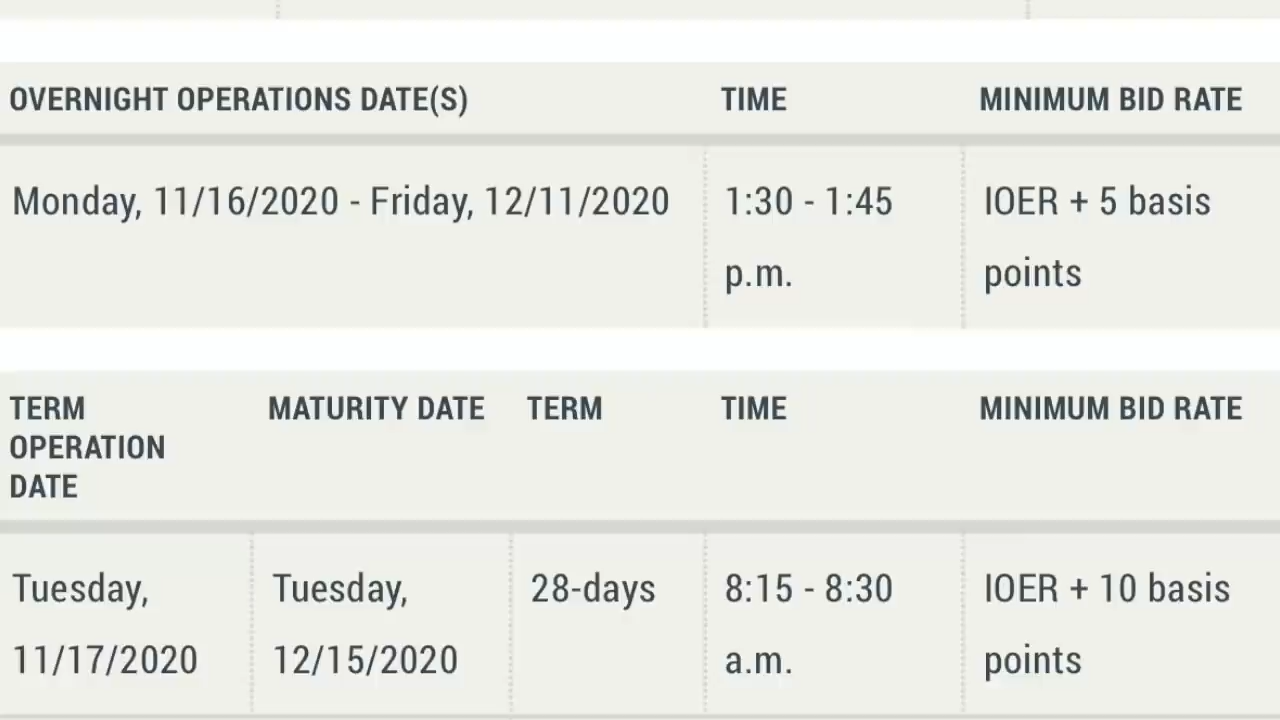 OVERNIGHT OPERATIONS DATE(S) TIME MINIMUM BID RATE
Monday, 11/16/2020 - Friday, 12/11/2020 1:30 - 1:45 p.m. IOER + 5 basis points
TERM OPERATION DATE MATURITY DATE TERM TIME MINIMUM BID RATE
Tuesday, 11/17/2020 Tuesday, 12/15/2020 28-days 8:15 - 8:30 a.m. IOER + 10 basis points